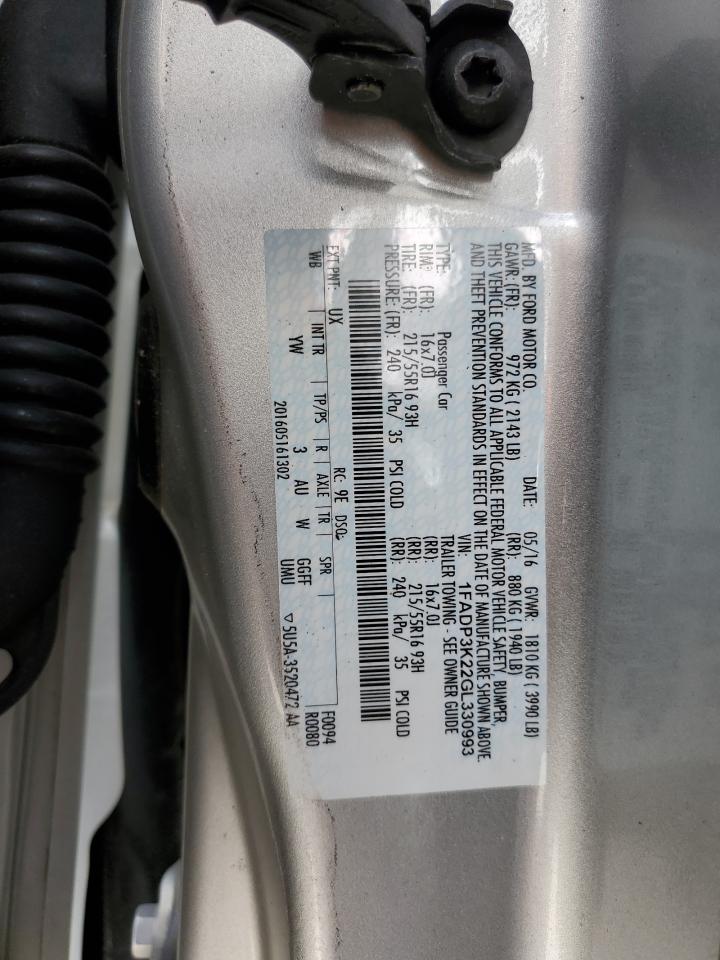 MFD. BY FORD MOTOR CO. DATE: 05/16 GVWR: 1810 KG ( 3990 LB)
GAWR: (FR): 972 KG ( 2143 LB) (RR): 880 KG ( 1940 LB)
THIS VEHICLE CONFORMS TO ALL APPLICABLE FEDERAL MOTOR VEHICLE SAFETY, BUMPER,
AND THEFT PREVENTION STANDARDS IN EFFECT ON THE DATE OF MANUFACTURE SHOWN ABOVE.
VIN: 1FADP3K22GL330993
TYPE: Passenger Car TRAILER TOWING - SEE OWNER GUIDE
RIM: (FR): 16x7.0J (RR): 16x7.0J
TIRE: (FR): 215/55R16 93H (RR): 215/55R16 93H
PRESSURE: (FR): 240 kPa/ 35 PSI COLD (RR): 240 kPa/ 35 PSI COLD
EXT PNT: UX RC: 9E DSO: F0094
WB INT TR TP/PS R AXLE TR SPR R0080
YW 3 AU W GGFF UMU
201605161302 ▽ 5U5A-3520472 AA